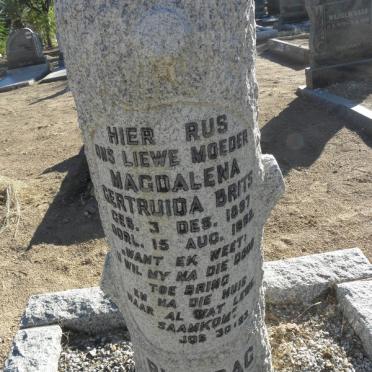 HIER RUS
ONS LIEWE MOEDER
MAGDALENA
GERTRUIDA BRITS
GEB. 3 DES. 1897
OORL. 15 AUG.
WANT EK WEET!
U WIL MY NA DIE DOOD
TOE BRING
EN NA DIE HUIS
WAAR AL WAT LEEF
SAAMKOM.
JOB 30:23